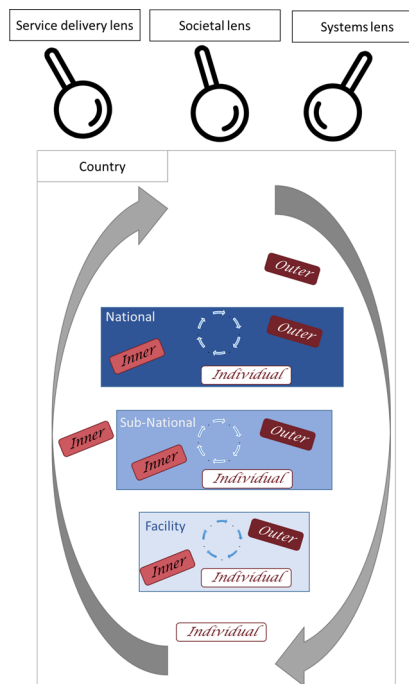 Service delivery lens
Societal lens
Systems lens
Country
Outer
National
Outer
Inner
Individual
Sub-National
Outer
Inner
Inner
Individual
Facility
Outer
Inner
Individual
Individual